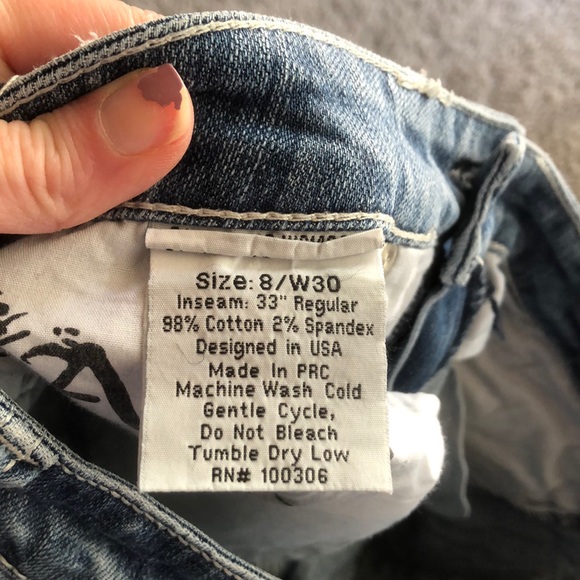 Size: 8/W30
Inseam: 33" Regular
98% Cotton 2% Spandex
Designed in USA
Made In PRC
Machine Wash Cold
Gentle Cycle,
Do Not Bleach
Tumble Dry Low
RN# 100306